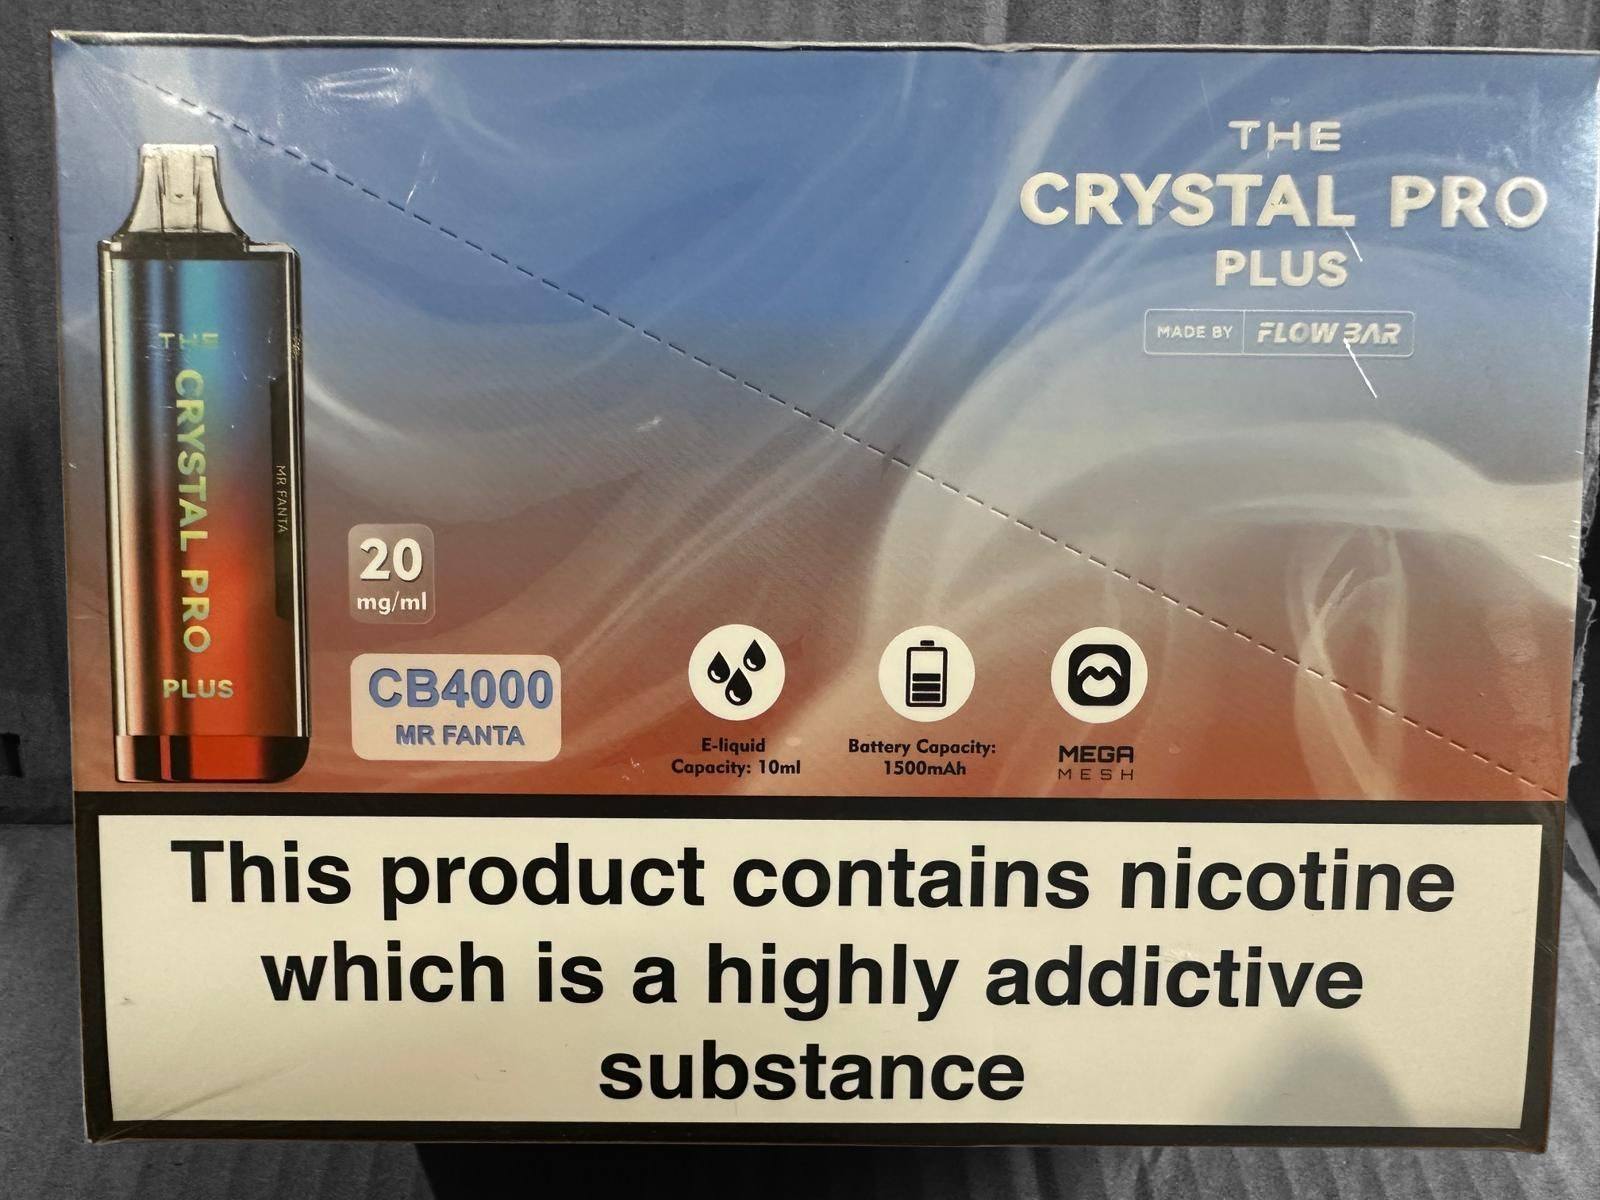 THE
CRYSTAL PRO
PLUS
MADE BY FLOW BAR
THE
CRYSTAL PRO
PLUS
MR FANTA
20
mg/ml
CB4000
MR FANTA
E-liquid
Capacity: 10ml
Battery Capacity:
1500mAh
MEGA
MESH
This product contains nicotine
which is a highly addictive
substance